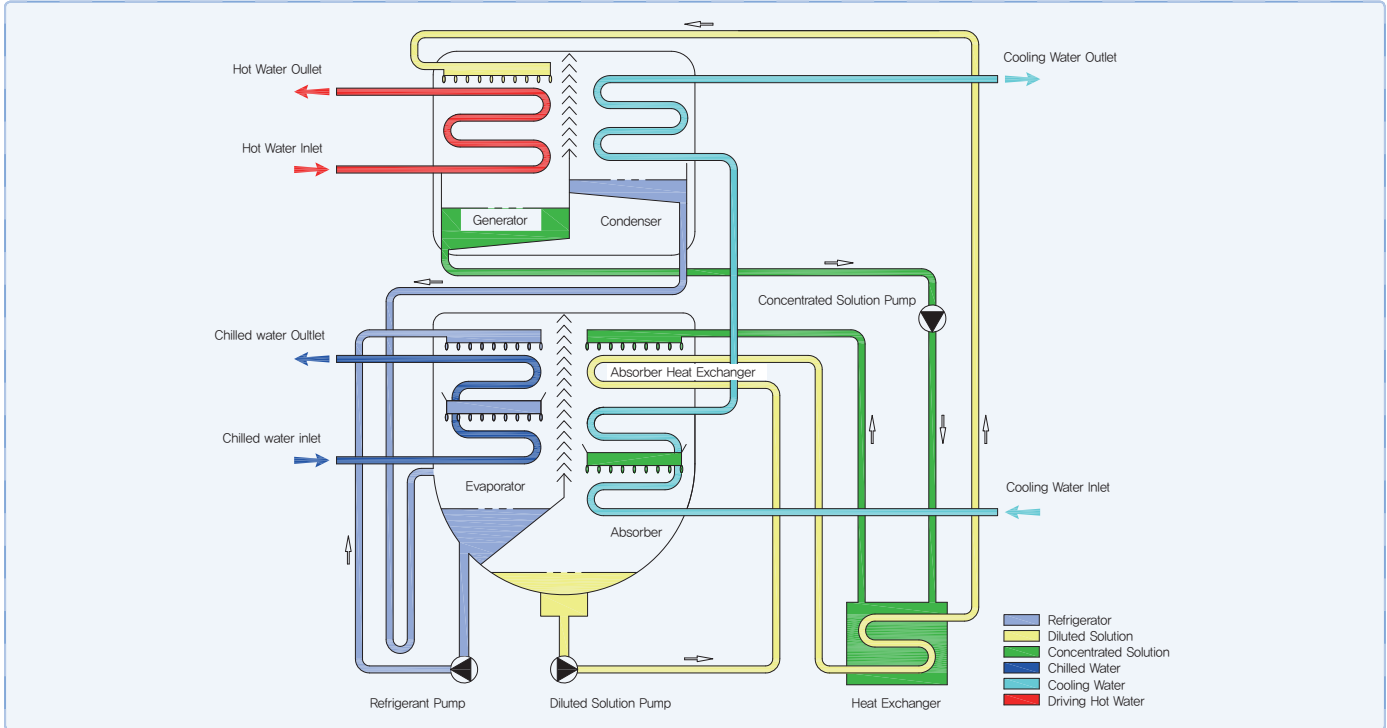 Hot Water Oullet
Cooling Water Outlet
Hot Water Inlet
Generator
Condenser
Concentrated Solution Pump
Chilled water Oultlet
Absorber Heat Exchanger
Chilled water inlet
Evaporator
Cooling Water Inlet
Absorber
Refrigerator
Diluted Solution
Concentrated Solution
Chilled Water
Cooling Water
Driving Hot Water
Refrigerant Pump
Diluted Solution Pump
Heat Exchanger